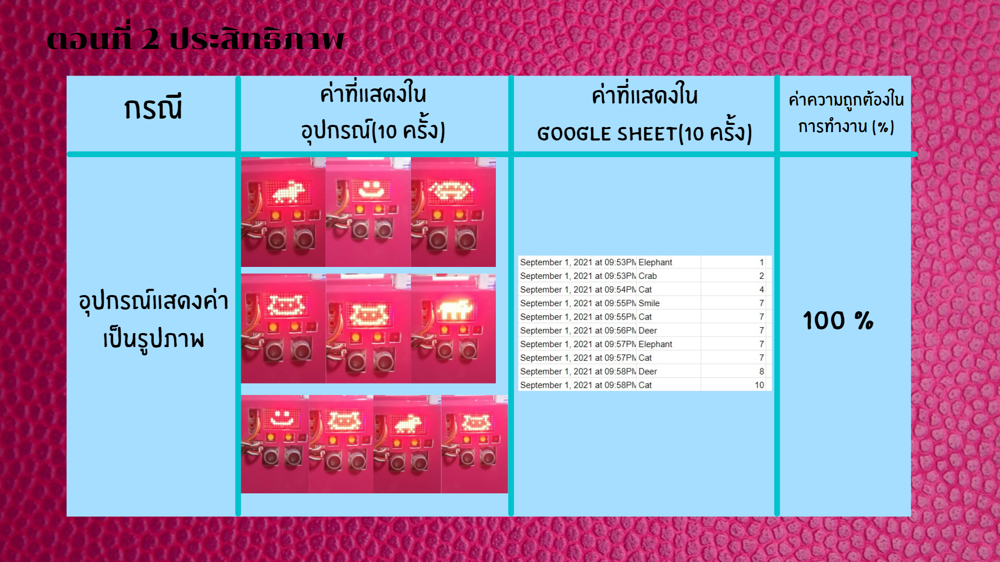 ตอนที่ 2 ประสิทธิภาพ
กรณี
ค่าที่แสดงใน
อุปกรณ์(10 ครั้ง)
ค่าที่แสดงใน
GOOGLE SHEET(10 ครั้ง)
ค่าความถูกต้องใน
การทำงาน (%)
อุปกรณ์แสดงค่า
เป็นรูปภาพ
September 1, 2021 at 09:53PM Elephant 1
September 1, 2021 at 09:53PM Crab 2
September 1, 2021 at 09:54PM Cat 4
September 1, 2021 at 09:55PM Smile 7
September 1, 2021 at 09:55PM Cat 7
September 1, 2021 at 09:56PM Deer 7
September 1, 2021 at 09:57PM Elephant 7
September 1, 2021 at 09:57PM Cat 7
September 1, 2021 at 09:58PM Deer 8
September 1, 2021 at 09:58PM Cat 10
100 %